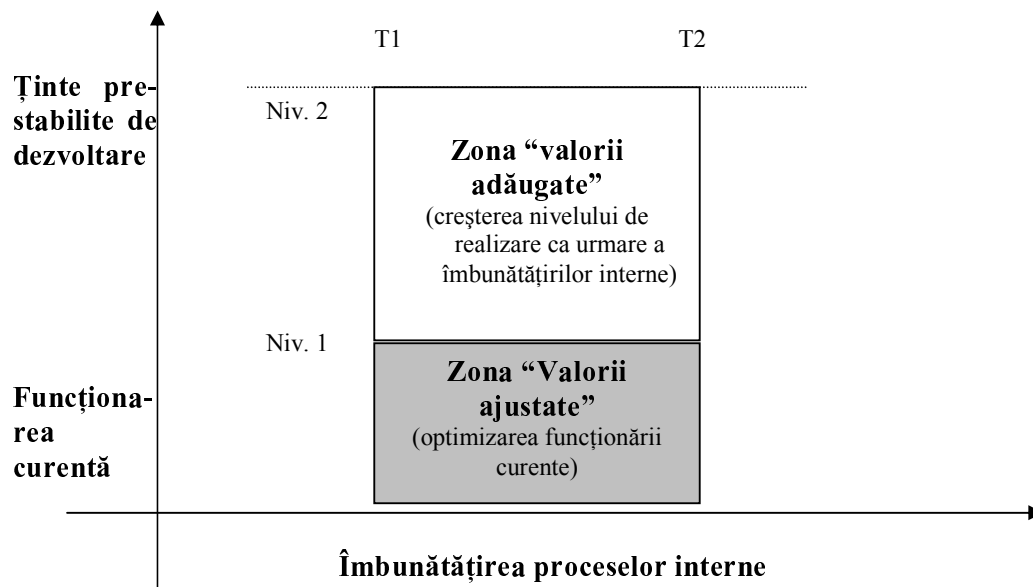 T1 T2
Ținte pre-
stabilite de
dezvoltare
Niv. 2
Zona “valorii
adăugate”
(creşterea nivelului de
realizare ca urmare a
îmbunătățirilor interne)
Niv. 1
Zona “Valorii
ajustate”
(optimizarea funcționării
curente)
Funcționa-
rea
curentă
Îmbunătățirea proceselor interne